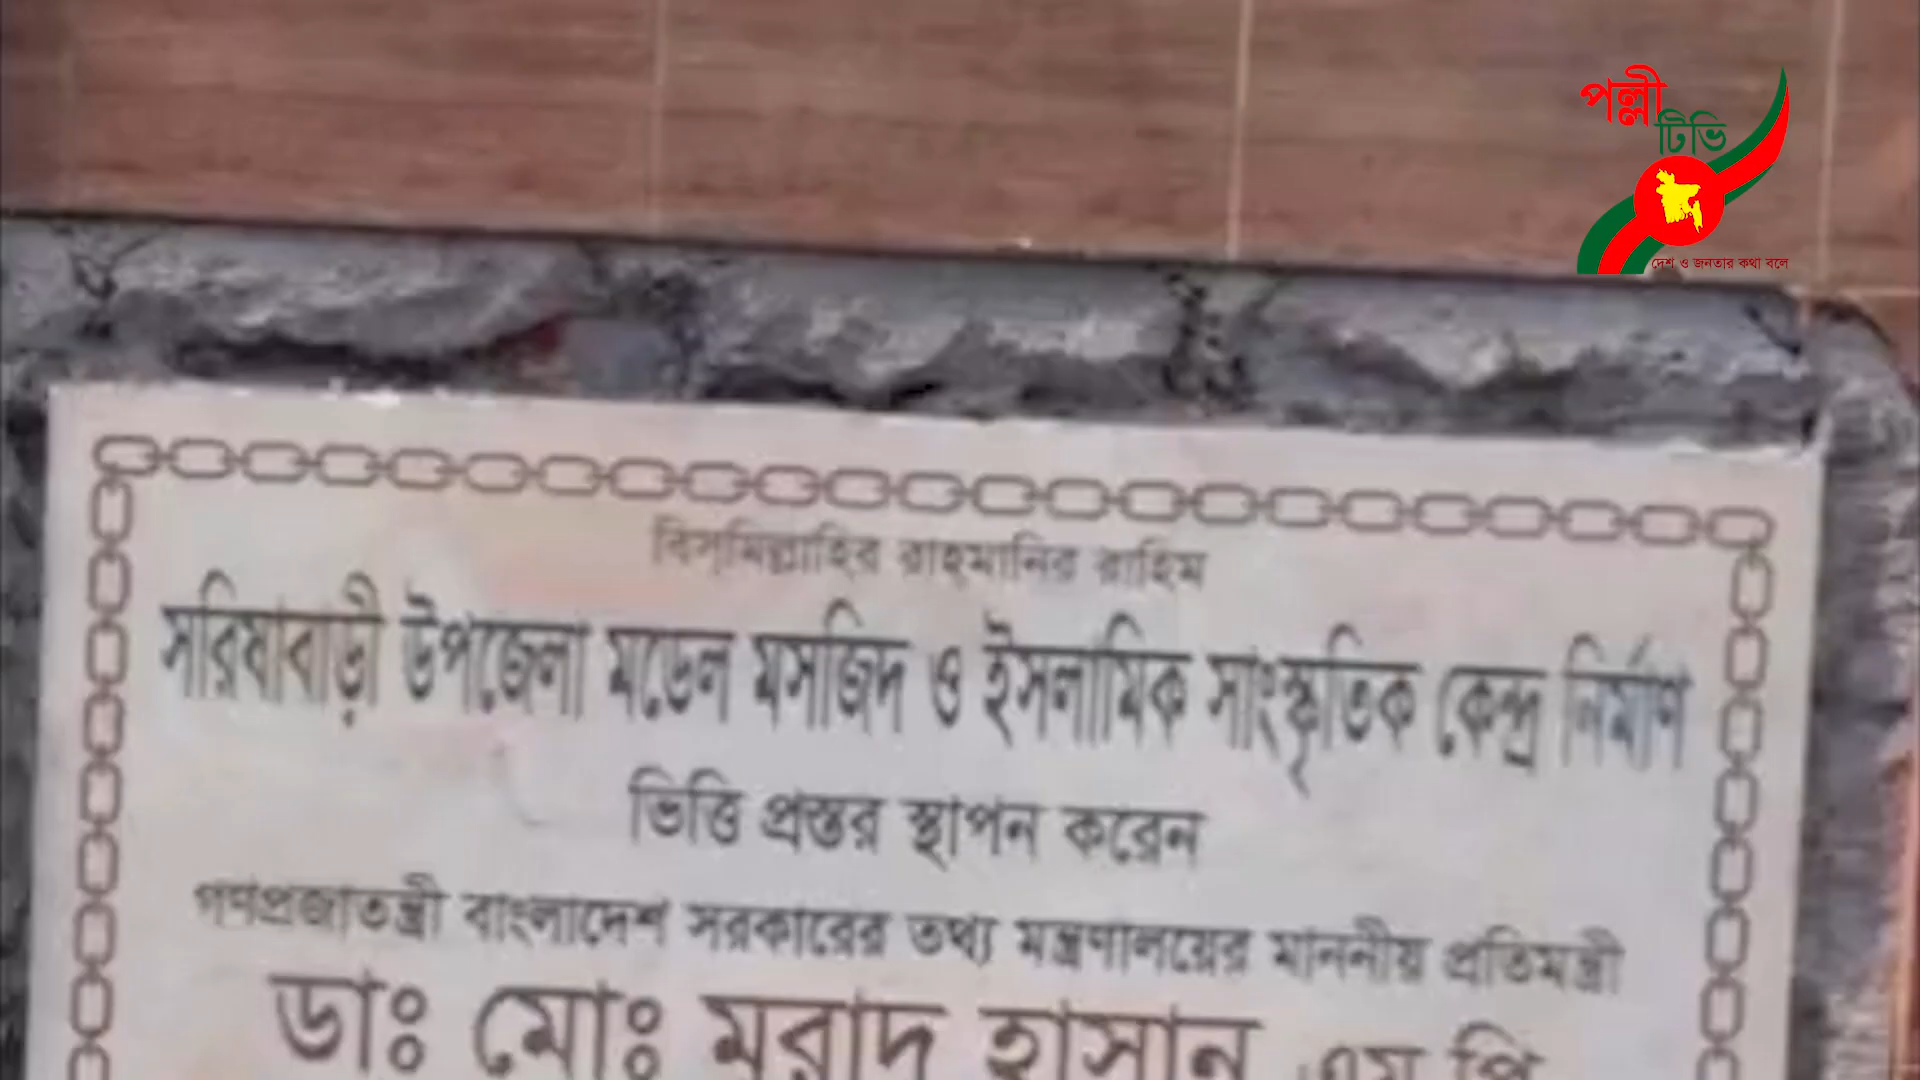 পল্লী
টিভি
দেশ ও জনতার কথা বলে
বিস্‌মিল্লাহির রাহমানির রাহিম
সরিষাবাড়ী উপজেলা মডেল মসজিদ ও ইসলামিক সাংস্কৃতিক কেন্দ্র নির্মাণ
ভিত্তি প্রস্তর স্থাপন করেন
গণপ্রজাতন্ত্রী বাংলাদেশ সরকারের তথ্য মন্ত্রণালয়ের মাননীয় প্রতিমন্ত্রী
ডাঃ মোঃ মুরাদ হাসান এম পি